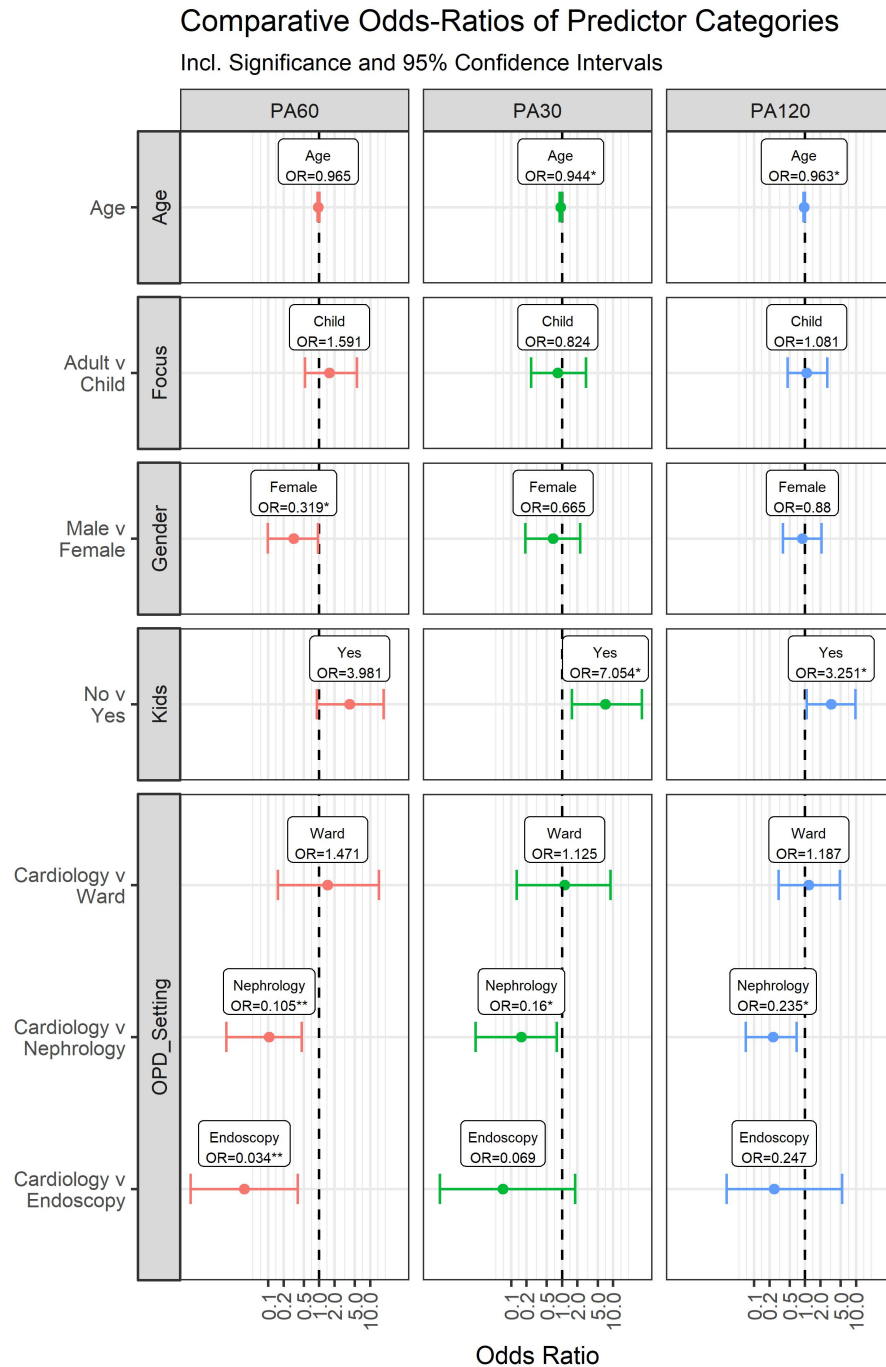 Comparative Odds-Ratios of Predictor Categories
Incl. Significance and 95% Confidence Intervals
PA60
PA30
PA120
Age
Age
Age
OR=0.965
Age
OR=0.944*
Age
OR=0.963*
Adult v
Child
Focus
Child
OR=1.591
Child
OR=0.824
Child
OR=1.081
Male v
Female
Gender
Female
OR=0.319*
Female
OR=0.665
Female
OR=0.88
No v
Yes
Kids
Yes
OR=3.981
Yes
OR=7.054*
Yes
OR=3.251*
OPD_Setting
Cardiology v
Ward
Ward
OR=1.471
Ward
OR=1.125
Ward
OR=1.187
Cardiology v
Nephrology
Nephrology
OR=0.105**
Nephrology
OR=0.16*
Nephrology
OR=0.235*
Cardiology v
Endoscopy
Endoscopy
OR=0.034**
Endoscopy
OR=0.069
Endoscopy
OR=0.247
0.1
0.2
0.5
1.0
2.0
5.0
10.0
0.1
0.2
0.5
1.0
2.0
5.0
10.0
0.1
0.2
0.5
1.0
2.0
5.0
10.0
Odds Ratio